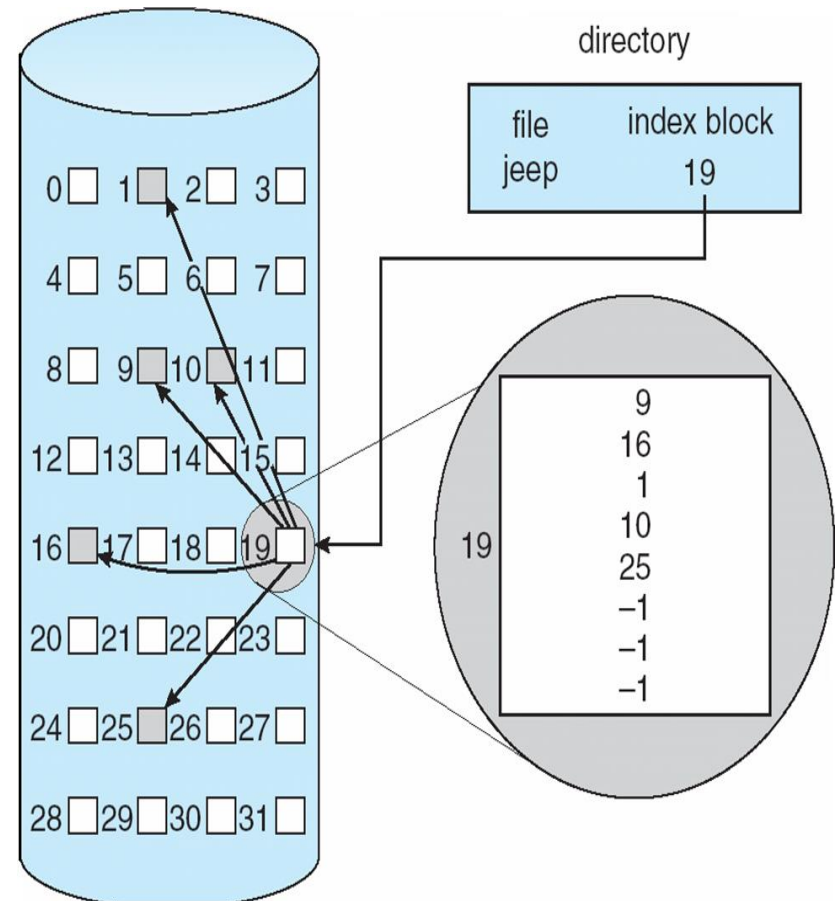 directory
file index block
jeep 19
0 1 2 3
4 5 6 7
8 9 10 11
12 13 14 15
16 17 18 19
20 21 22 23
24 25 26 27
28 29 30 31
19
9
16
1
10
25
–1
–1
–1